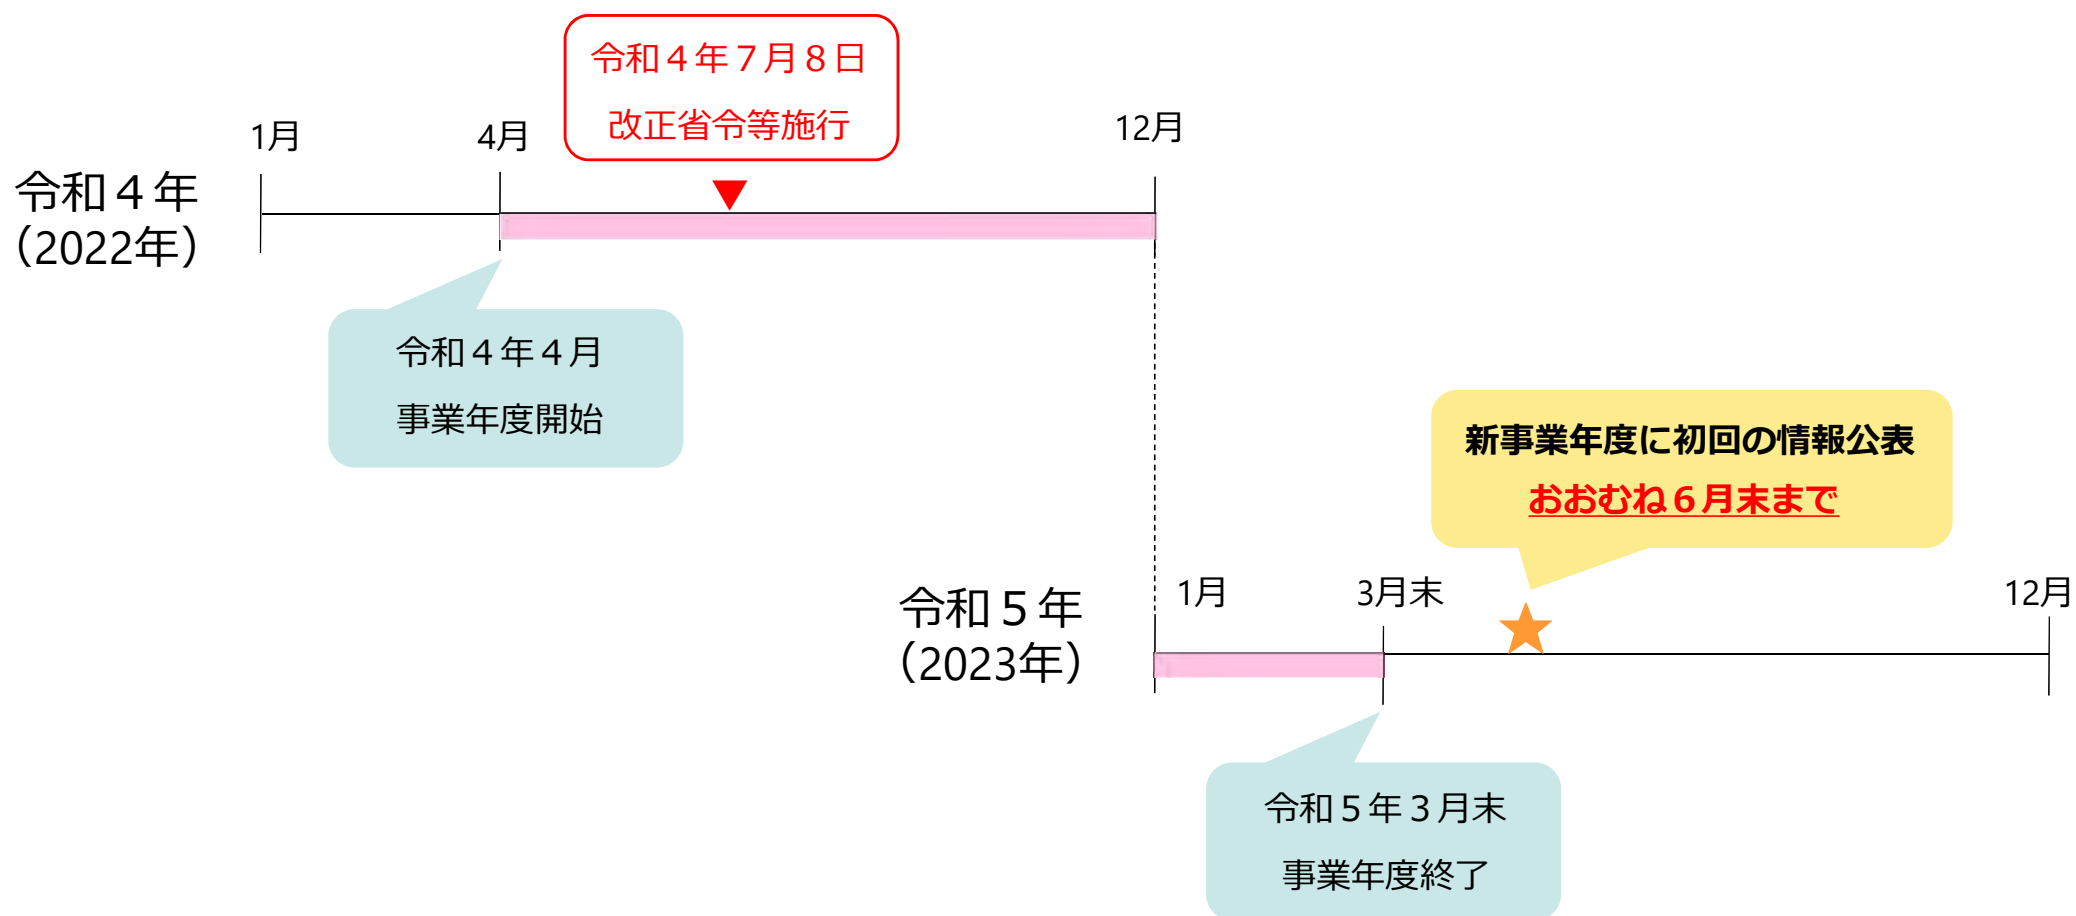 令和４年７月８日
改正省令等施行
1月
4月
12月
令和４年
（2022年）
令和４年４月
事業年度開始
新事業年度に初回の情報公表
おおむね６月末まで
令和５年
（2023年）
1月
3月末
12月
令和５年３月末
事業年度終了